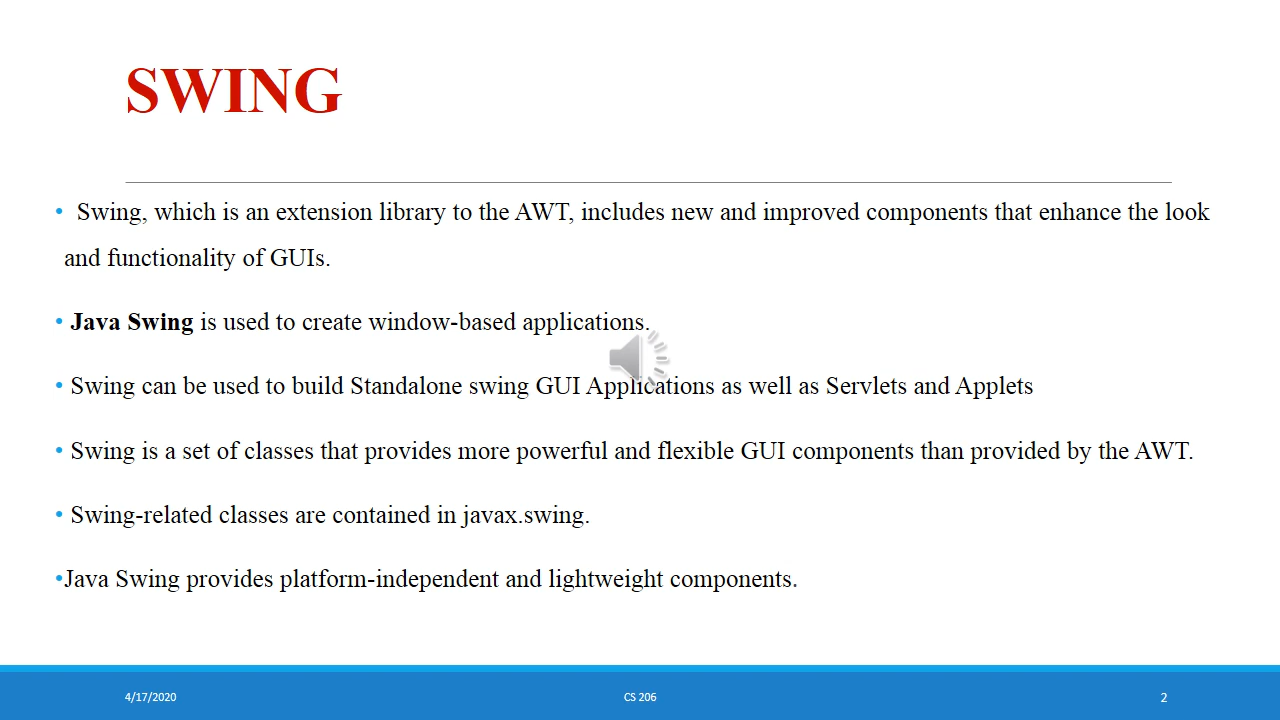 SWING
• Swing, which is an extension library to the AWT, includes new and improved components that enhance the look
and functionality of GUIs.
• Java Swing is used to create window-based applications.
• Swing can be used to build Standalone swing GUI Applications as well as Servlets and Applets
• Swing is a set of classes that provides more powerful and flexible GUI components than provided by the AWT.
• Swing-related classes are contained in javax.swing.
•Java Swing provides platform-independent and lightweight components.
4/17/2020 CS 206 2